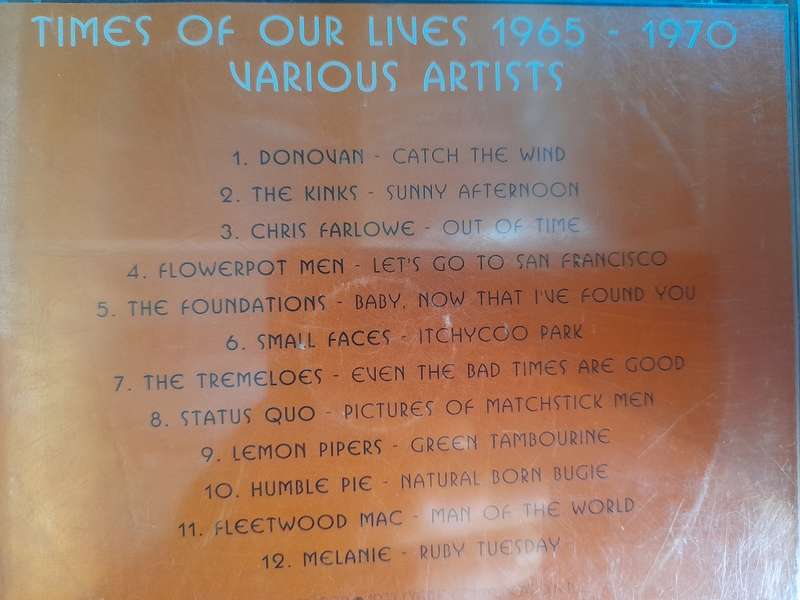 TIMES OF OUR LIVES 1965 - 1970
VARIOUS ARTISTS
1. DONOVAN - CATCH THE WIND
2. THE KINKS - SUNNY AFTERNOON
3. CHRIS FARLOWE - OUT OF TIME
4. FLOWERPOT MEN - LET'S GO TO SAN FRANCISCO
5. THE FOUNDATIONS - BABY, NOW THAT I'VE FOUND YOU
6. SMALL FACES - ITCHYCOO PARK
7. THE TREMELOES - EVEN THE BAD TIMES ARE GOOD
8. STATUS QUO - PICTURES OF MATCHSTICK MEN
9. LEMON PIPERS - GREEN TAMBOURINE
10. HUMBLE PIE - NATURAL BORN BUGIE
11. FLEETWOOD MAC - MAN OF THE WORLD
12. MELANIE - RUBY TUESDAY